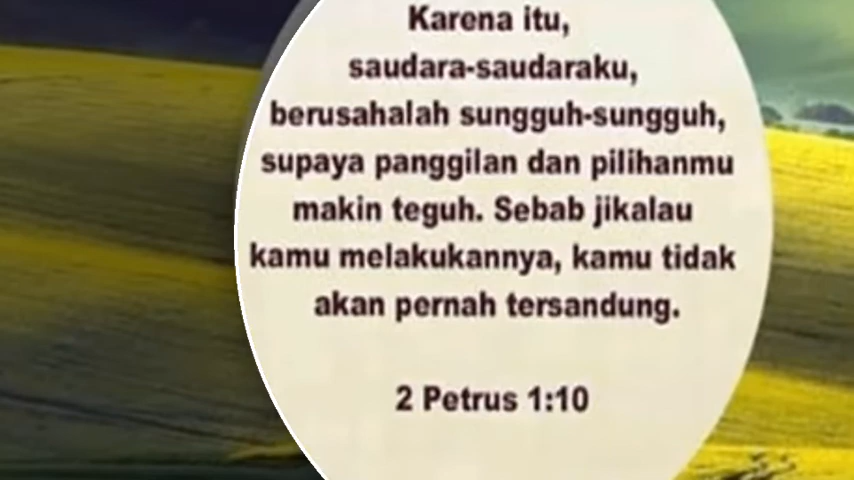 Karena itu,
saudara-saudaraku,
berusahalah sungguh-sungguh,
supaya panggilan dan pilihanmu
makin teguh. Sebab jikalau
kamu melakukannya, kamu tidak
akan pernah tersandung.
2 Petrus 1:10